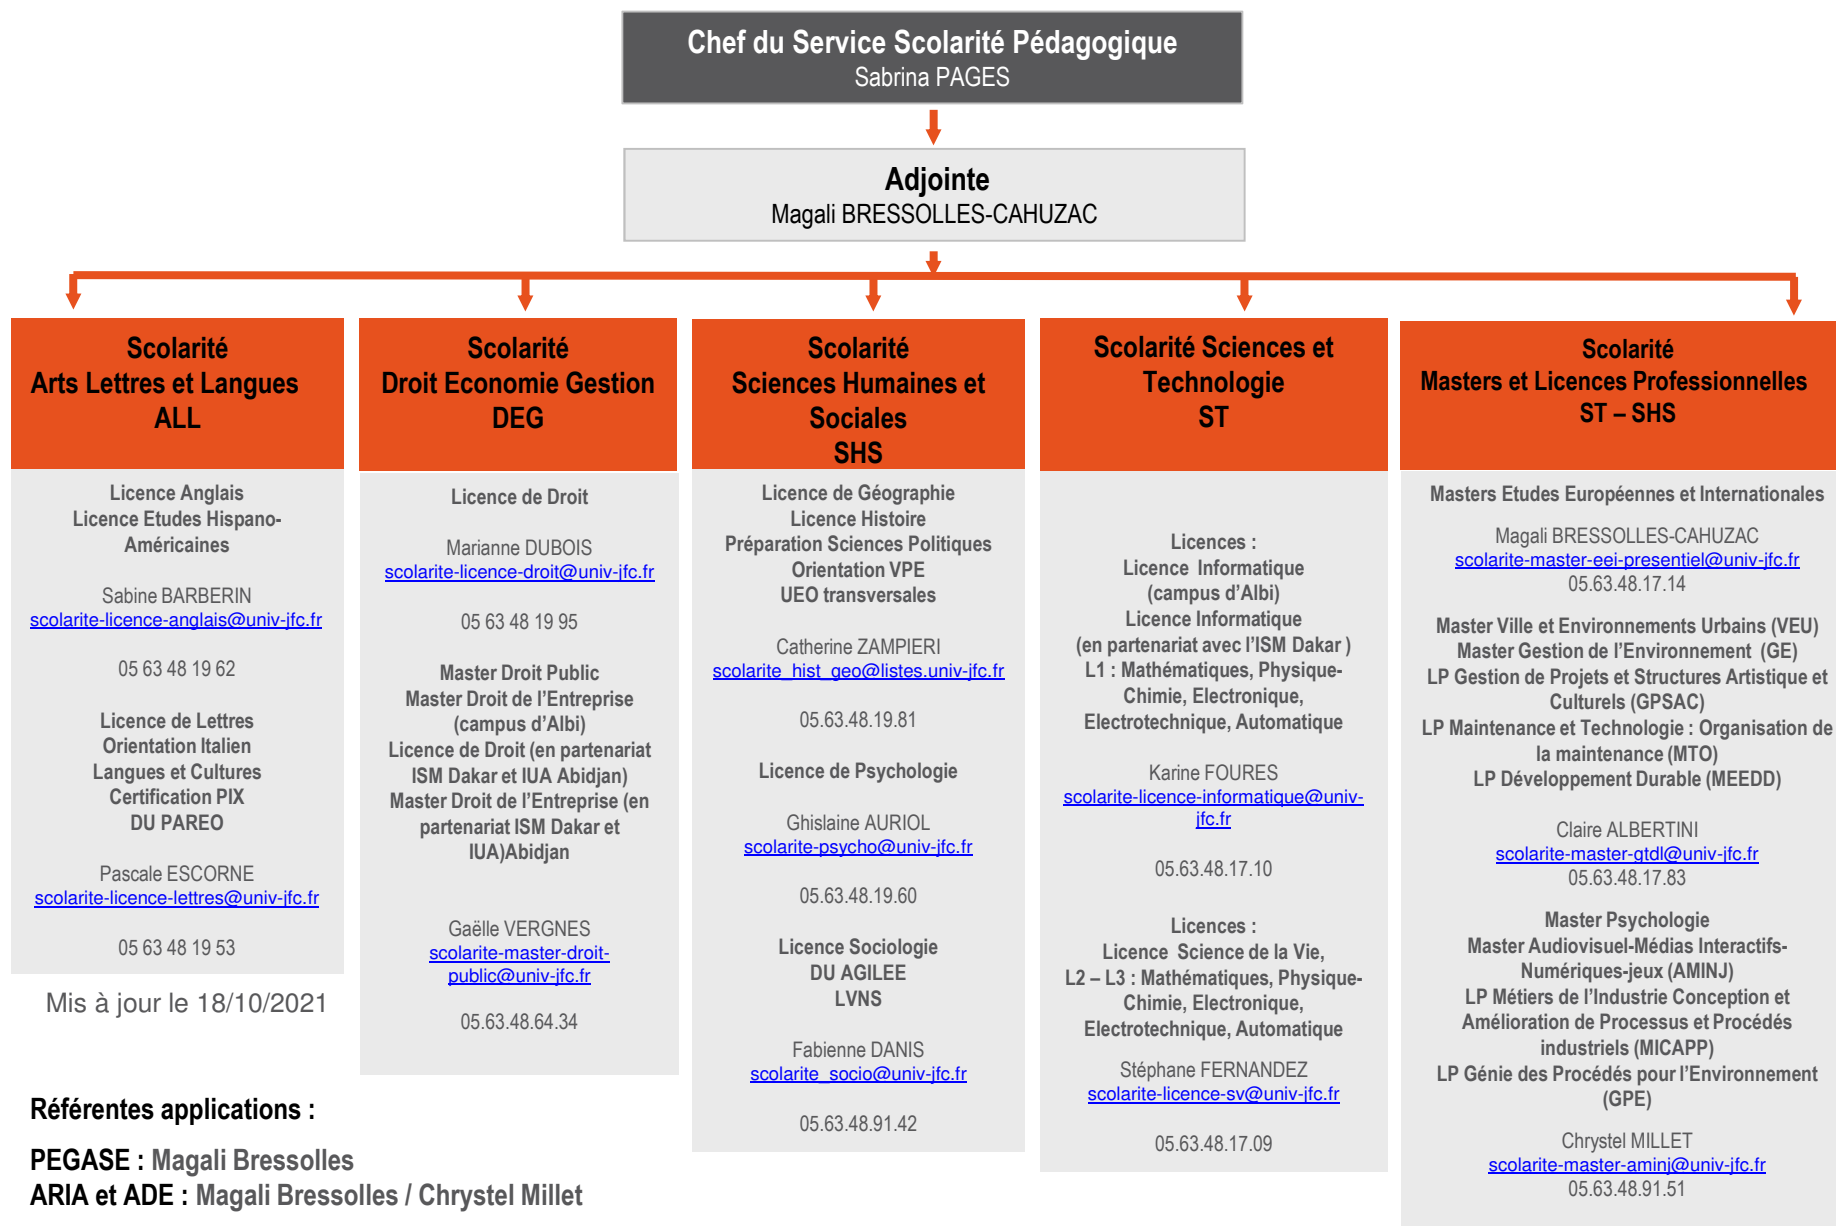 Chef du Service Scolarité Pédagogique
Sabrina PAGES
Adjointe
Magali BRESSOLLES-CAHUZAC
Scolarité
Arts Lettres et Langues
ALL
Licence Anglais
Licence Etudes Hispano-
Américaines
Sabine BARBERIN
scolarite-licence-anglais@univ-jfc.fr
05 63 48 19 62
Licence de Lettres
Orientation Italien
Langues et Cultures
Certification PIX
DU PAREO
Pascale ESCORNE
scolarite-licence-lettres@univ-jfc.fr
05 63 48 19 53
Scolarité
Droit Economie Gestion
DEG
Licence de Droit
Marianne DUBOIS
scolarite-licence-droit@univ-jfc.fr
05 63 48 19 95
Master Droit Public
Master Droit de l'Entreprise
(campus d'Albi)
Licence de Droit (en partenariat
ISM Dakar et IUA Abidjan)
Master Droit de l'Entreprise (en
partenariat ISM Dakar et
IUA)Abidjan
Gaëlle VERGNES
scolarite-master-droit-
public@univ-jfc.fr
05.63.48.64.34
Scolarité
Sciences Humaines et
Sociales
SHS
Licence de Géographie
Licence Histoire
Préparation Sciences Politiques
Orientation VPE
UEO transversales
Catherine ZAMPIERI
scolarite_hist_geo@listes.univ-jfc.fr
05.63.48.19.81
Licence de Psychologie
Ghislaine AURIOL
scolarite-psycho@univ-jfc.fr
05.63.48.19.60
Licence Sociologie
DU AGILEE
LVNS
Fabienne DANIS
scolarite_socio@univ-jfc.fr
05.63.48.91.42
Scolarité Sciences et
Technologie
ST
Licences :
Licence  Informatique
(campus d'Albi)
Licence Informatique
(en partenariat avec l'ISM Dakar )
L1 : Mathématiques, Physique-
Chimie, Electronique,
Electrotechnique, Automatique
Karine FOURES
scolarite-licence-informatique@univ-
jfc.fr
05.63.48.17.10
Licences :
Licence  Science de la Vie,
L2 – L3 : Mathématiques, Physique-
Chimie, Electronique,
Electrotechnique, Automatique
Stéphane FERNANDEZ
scolarite-licence-sv@univ-jfc.fr
05.63.48.17.09
Scolarité
Masters et Licences Professionnelles
ST – SHS
Masters Etudes Européennes et Internationales
Magali BRESSOLLES-CAHUZAC
scolarite-master-eei-presentiel@univ-jfc.fr
05.63.48.17.14
Master Ville et Environnements Urbains (VEU)
Master Gestion de l'Environnement  (GE)
LP Gestion de Projets et Structures Artistique et
Culturels (GPSAC)
LP Maintenance et Technologie : Organisation de
la maintenance (MTO)
LP Développement Durable (MEEDD)
Claire ALBERTINI
scolarite-master-gtdl@univ-jfc.fr
05.63.48.17.83
Master Psychologie
Master Audiovisuel-Médias Interactifs-
Numériques-jeux (AMINJ)
LP Métiers de l'Industrie Conception et
Amélioration de Processus et Procédés
industriels (MICAPP)
LP Génie des Procédés pour l'Environnement
(GPE)
Chrystel MILLET
scolarite-master-aminj@univ-jfc.fr
05.63.48.91.51
Mis à jour le 18/10/2021
Référentes applications :
PEGASE : Magali Bressolles
ARIA et ADE : Magali Bressolles / Chrystel Millet